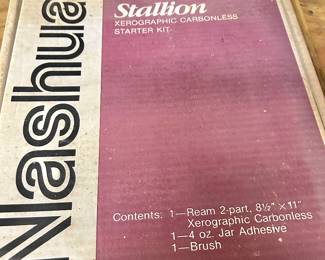 Nashua
Stallion
XEROGRAPHIC CARBONLESS
STARTER KIT
Contents: 1—Ream 2-part, 8½" × 11"
Xerographic Carbonless
1—4 oz. Jar Adhesive
1—Brush